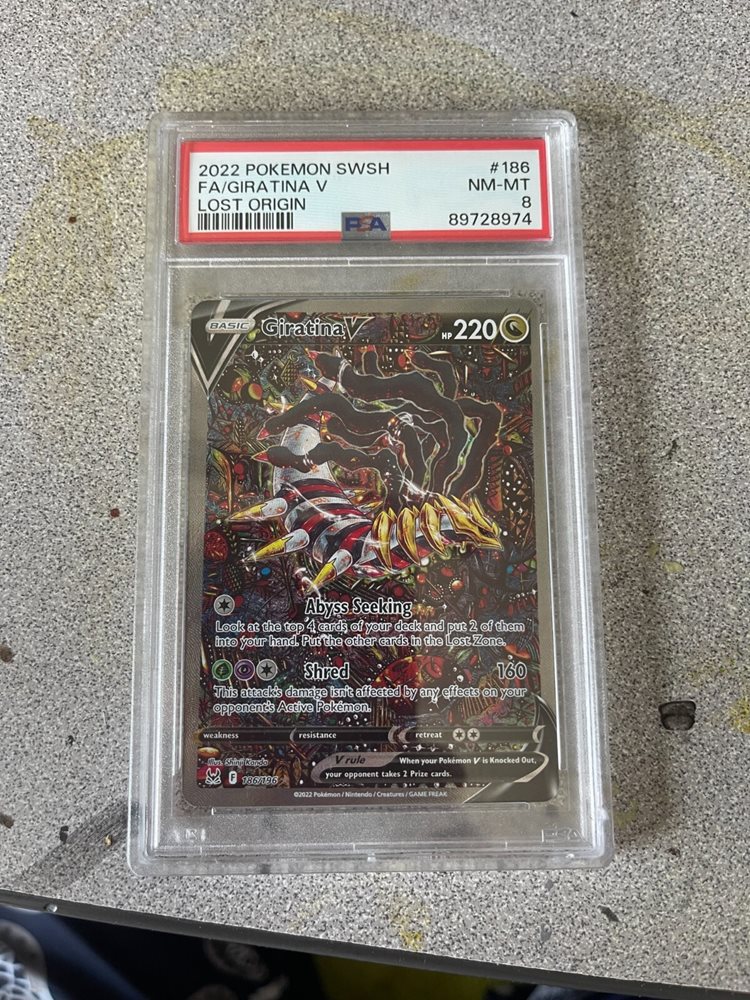 2022 POKEMON SWSH #186
FA/GIRATINA V NM-MT
LOST ORIGIN 8
PSA 89728974
BASIC Giratina V HP 220
Abyss Seeking
Look at the top 4 cards of your deck and put 2 of them
into your hand. Put the other cards in the Lost Zone.
Shred 160
This attack's damage isn't affected by any effects on your
opponent's Active Pokémon.
weakness resistance retreat
Illus. Shinji Kanda
V rule When your Pokémon V is Knocked Out,
your opponent takes 2 Prize cards.
F 186/196
©2022 Pokémon / Nintendo / Creatures / GAME FREAK